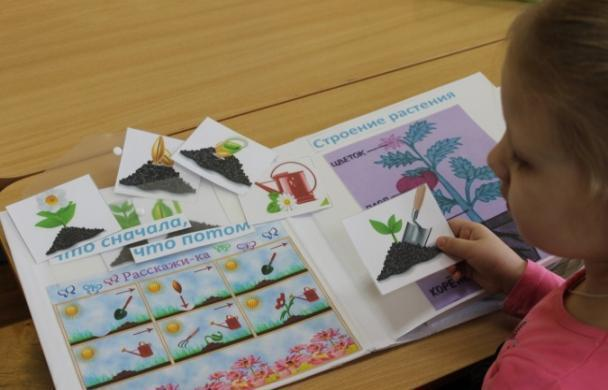 Что сначала,
что потом
Расскажи-ка
Строение растения
ЦВЕТОК